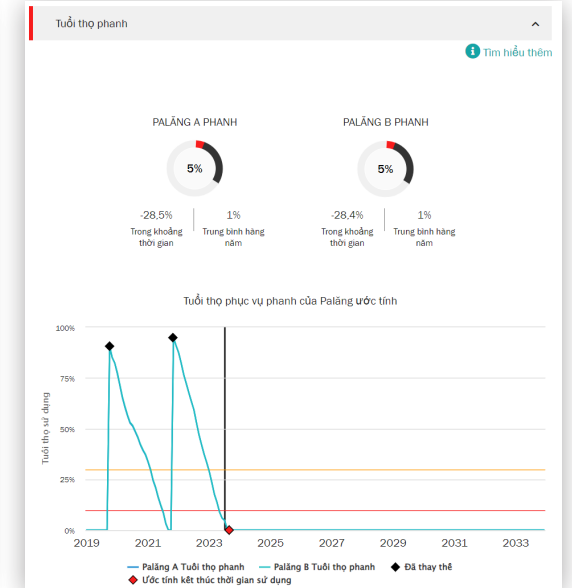 Tuổi thọ phanh
Tìm hiểu thêm
PALĂNG A PHANH
PALĂNG B PHANH
5%
5%
-28,5%
1%
-28,4%
1%
Trong khoảng
thời gian
Trung bình hàng
năm
Trong khoảng
thời gian
Trung bình hàng
năm
Tuổi thọ phục vụ phanh của Palăng ước tính
Tuổi thọ sử dụng
100%
75%
50%
25%
0%
2019 2021 2023 2025 2027 2029 2031 2033
Palăng A Tuổi thọ phanh
Palăng B Tuổi thọ phanh
Đã thay thế
Ước tính kết thúc thời gian sử dụng